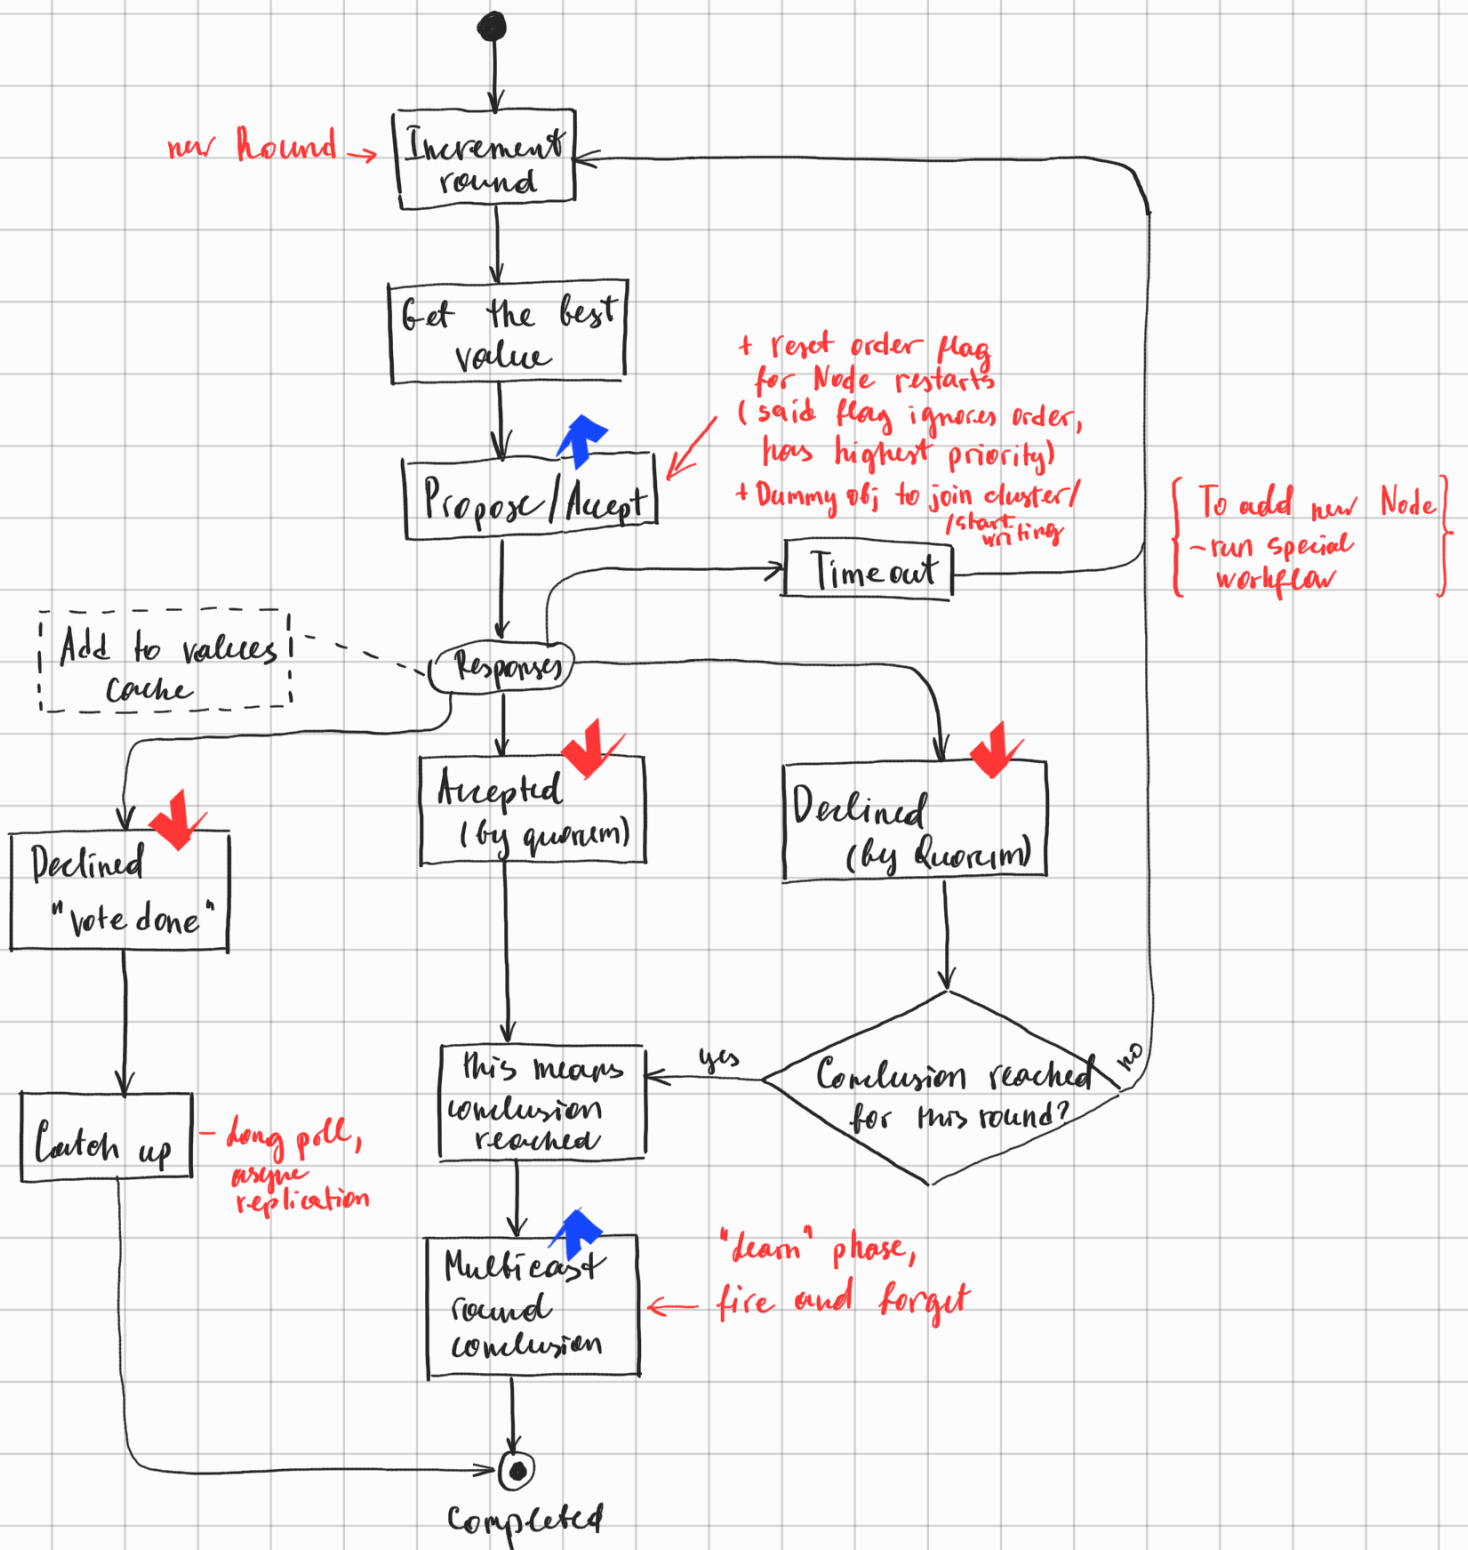 new Round
Increment
round
Get the best
value
+ reset order flag
for Node restarts
(said flag ignores order,
has highest priority)
+ Dummy obj to join cluster/
/start
writing
Propose/Accept
To add new Node
- run special
workflow
Timeout
Add to values
cache
Responses
Accepted
(by quorum)
Declined
(by Quorum)
Declined
"vote done"
this means
conclusion
reached
yes
Conclusion reached
for this round?
no
Catch up
- Long poll,
async
replication
Multicast
round
conclusion
"learn" phase,
fire and forget
Completed